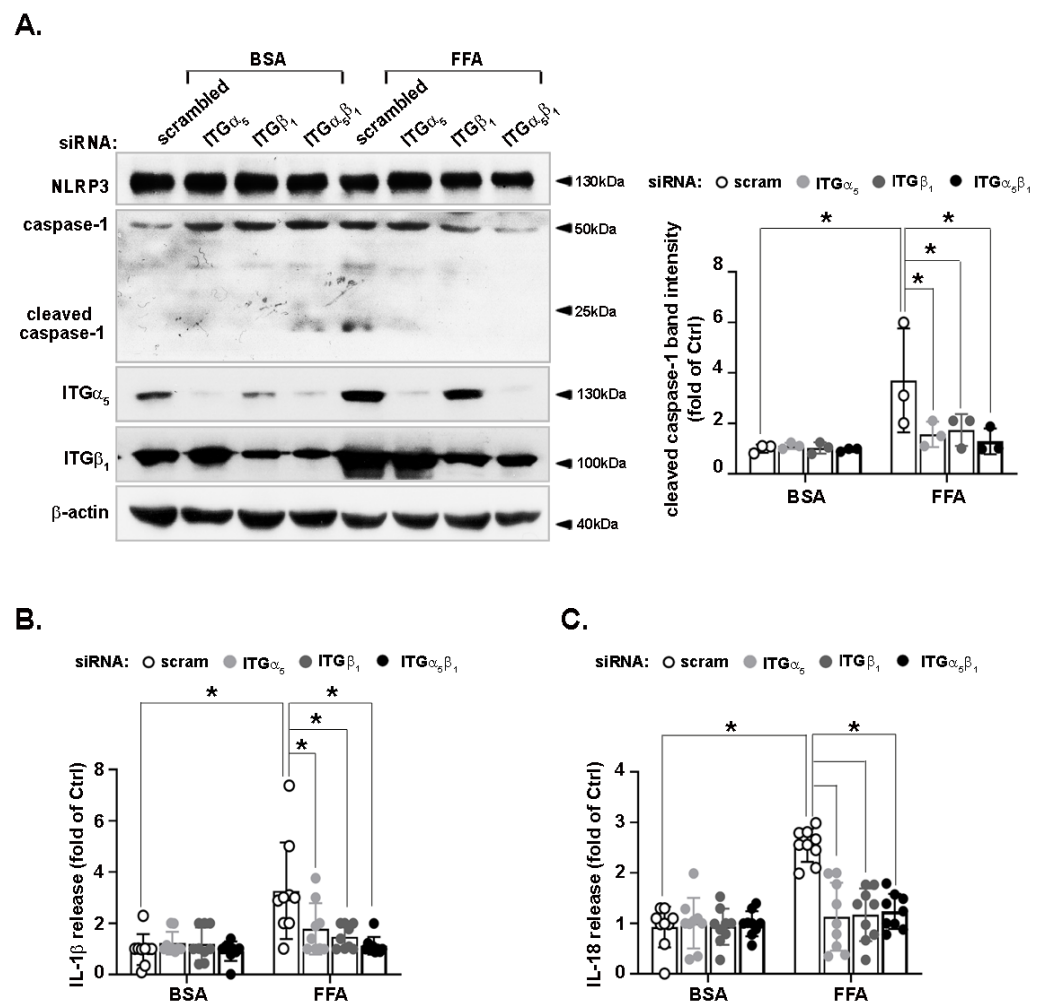 A.
BSA FFA
siRNA: scrambled ITGα5 ITGβ1 ITGα5β1 scrambled ITGα5 ITGβ1 ITGα5β1
NLRP3 130kDa
caspase-1 50kDa
cleaved
caspase-1 25kDa
ITGα5 130kDa
ITGβ1 100kDa
β-actin 40kDa
siRNA: scram ITGα5 ITGβ1 ITGα5β1
* *
*
*
cleaved caspase-1 band intensity
(fold of Ctrl)
8
6
4
2
0
BSA FFA
B.
siRNA: scram ITGα5 ITGβ1 ITGα5β1
* *
*
*
IL-1β release (fold of Ctrl)
8
6
4
2
0
BSA FFA
C.
siRNA: scram ITGα5 ITGβ1 ITGα5β1
* *
IL-18 release (fold of Ctrl)
4
3
2
1
0
BSA FFA